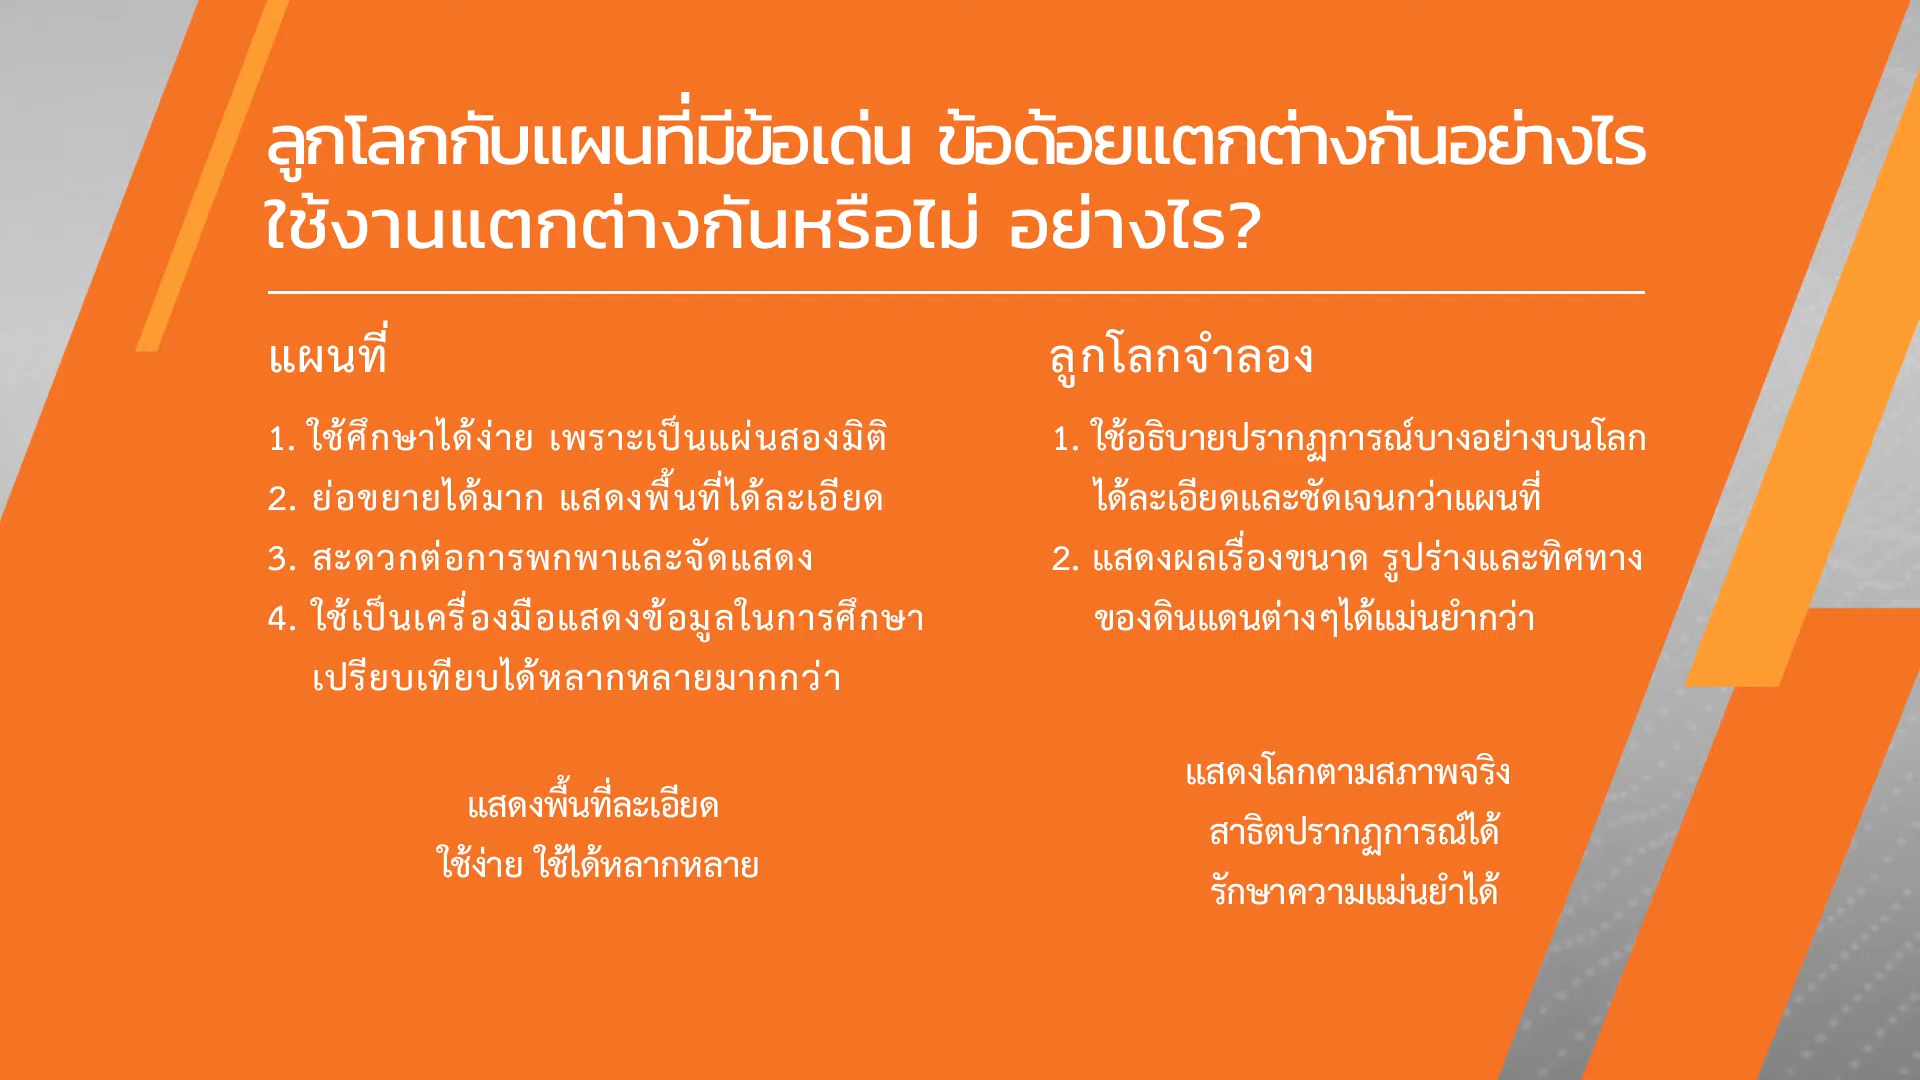 ลูกโลกกับแผนที่มีข้อเด่น ข้อด้อยแตกต่างกันอย่างไร
ใช้งานแตกต่างกันหรือไม่ อย่างไร?
แผนที่
1. ใช้ศึกษาได้ง่าย เพราะเป็นแผ่นสองมิติ
2. ย่อขยายได้มาก แสดงพื้นที่ได้ละเอียด
3. สะดวกต่อการพกพาและจัดแสดง
4. ใช้เป็นเครื่องมือแสดงข้อมูลในการศึกษา
เปรียบเทียบได้หลากหลายมากกว่า
แสดงพื้นที่ละเอียด
ใช้ง่าย ใช้ได้หลากหลาย
ลูกโลกจำลอง
1. ใช้อธิบายปรากฏการณ์บางอย่างบนโลก
ได้ละเอียดและชัดเจนกว่าแผนที่
2. แสดงผลเรื่องขนาด รูปร่างและทิศทาง
ของดินแดนต่างๆได้แม่นยำกว่า
แสดงโลกตามสภาพจริง
สาธิตปรากฏการณ์ได้
รักษาความแม่นยำได้